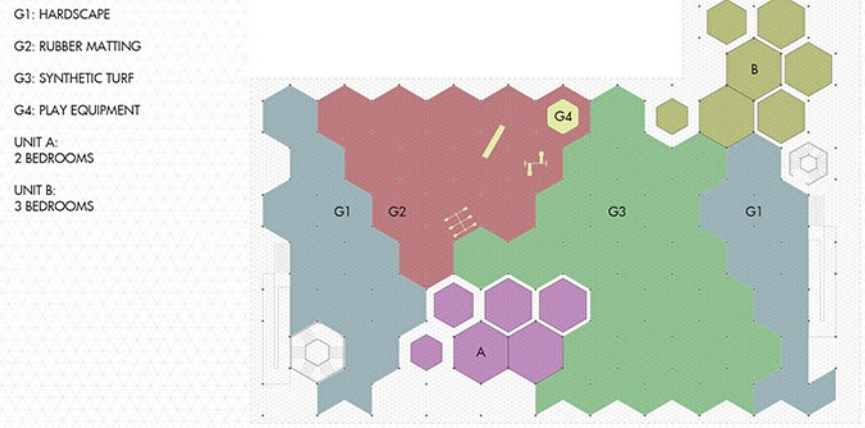 G1: HARDSCAPE
G2: RUBBER MATTING
G3: SYNTHETIC TURF
G4: PLAY EQUIPMENT
UNIT A:
2 BEDROOMS
UNIT B:
3 BEDROOMS
B
G4
G1
G2
G3
G1
A